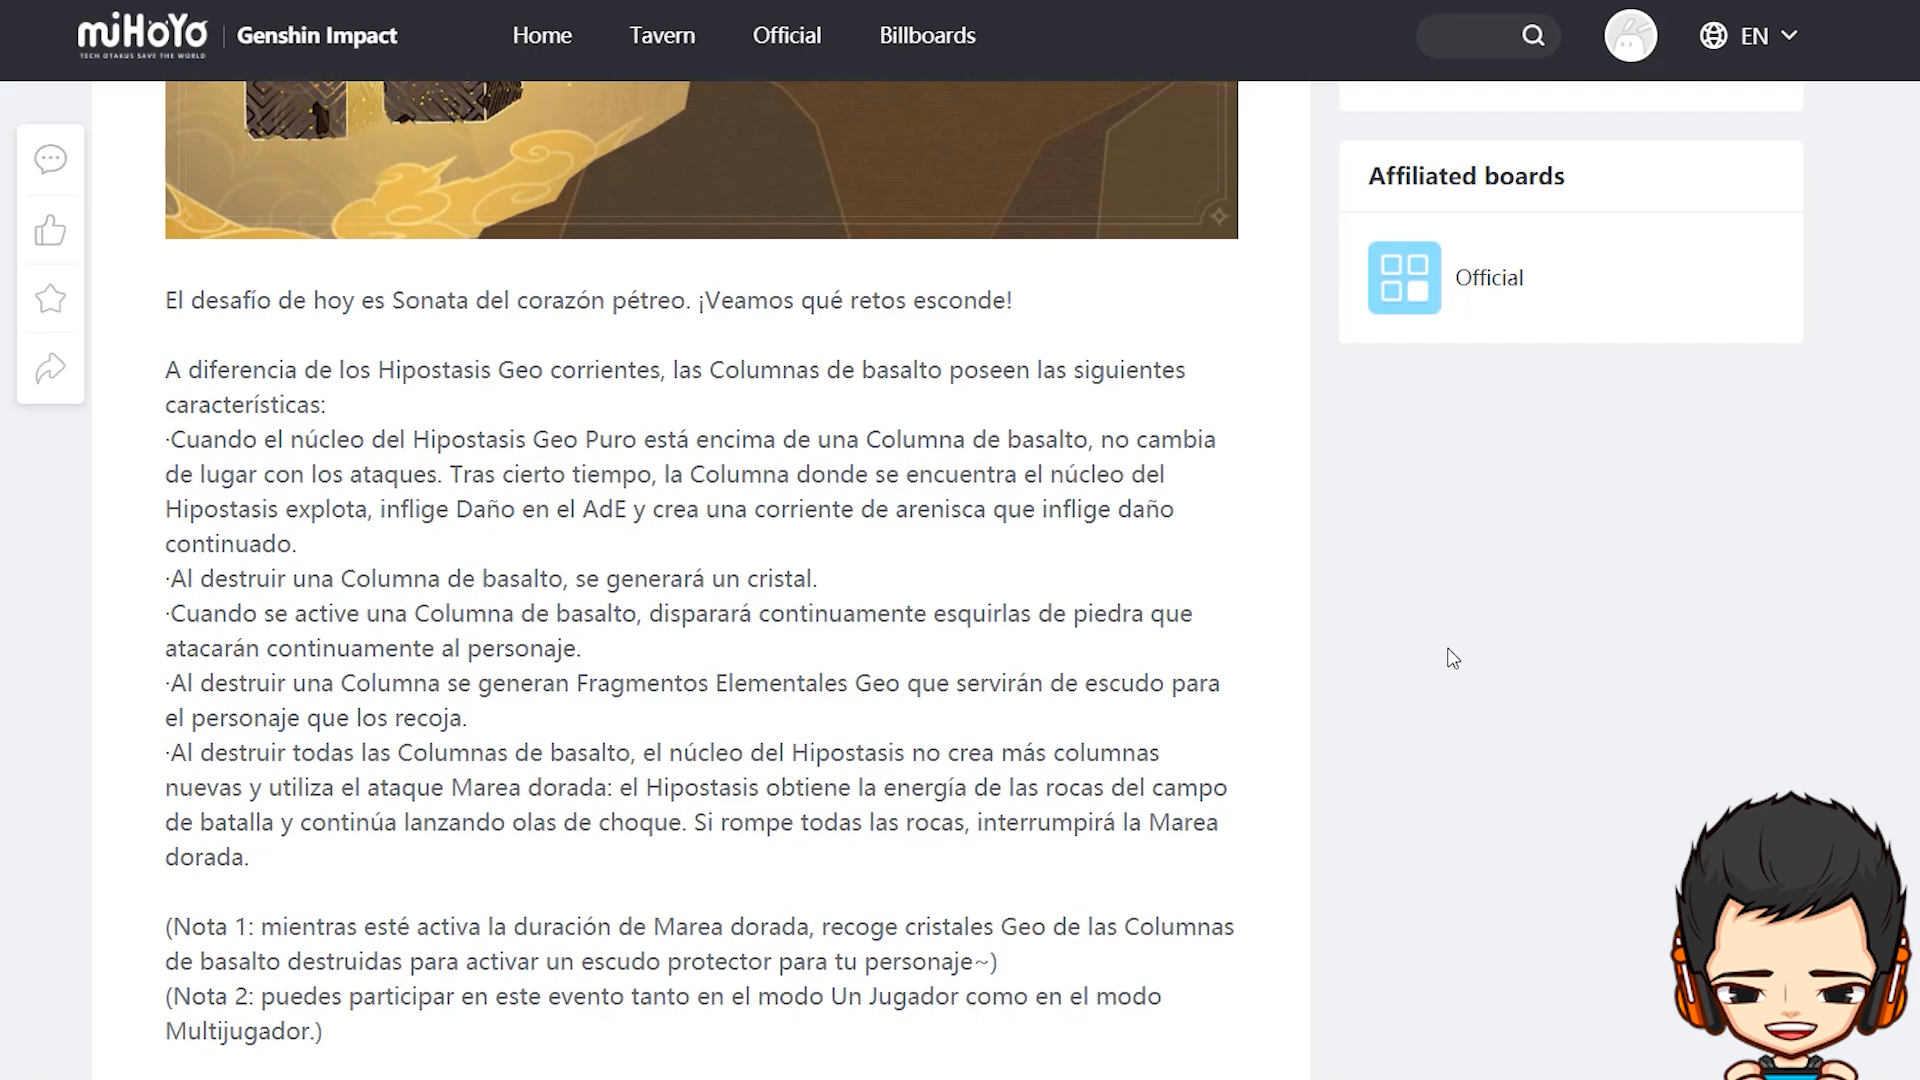 miHoYo
TECH OTAKUS SAVE THE WORLD
Genshin Impact
Home
Tavern
Official
Billboards
EN
El desafío de hoy es Sonata del corazón pétreo. ¡Veamos qué retos esconde!
A diferencia de los Hipostasis Geo corrientes, las Columnas de basalto poseen las siguientes
características:
·Cuando el núcleo del Hipostasis Geo Puro está encima de una Columna de basalto, no cambia
de lugar con los ataques. Tras cierto tiempo, la Columna donde se encuentra el núcleo del
Hipostasis explota, inflige Daño en el AdE y crea una corriente de arenisca que inflige daño
continuado.
·Al destruir una Columna de basalto, se generará un cristal.
·Cuando se active una Columna de basalto, disparará continuamente esquirlas de piedra que
atacarán continuamente al personaje.
·Al destruir una Columna se generan Fragmentos Elementales Geo que servirán de escudo para
el personaje que los recoja.
·Al destruir todas las Columnas de basalto, el núcleo del Hipostasis no crea más columnas
nuevas y utiliza el ataque Marea dorada: el Hipostasis obtiene la energía de las rocas del campo
de batalla y continúa lanzando olas de choque. Si rompe todas las rocas, interrumpirá la Marea
dorada.
(Nota 1: mientras esté activa la duración de Marea dorada, recoge cristales Geo de las Columnas
de basalto destruidas para activar un escudo protector para tu personaje~)
(Nota 2: puedes participar en este evento tanto en el modo Un Jugador como en el modo
Multijugador.)
Affiliated boards
Official